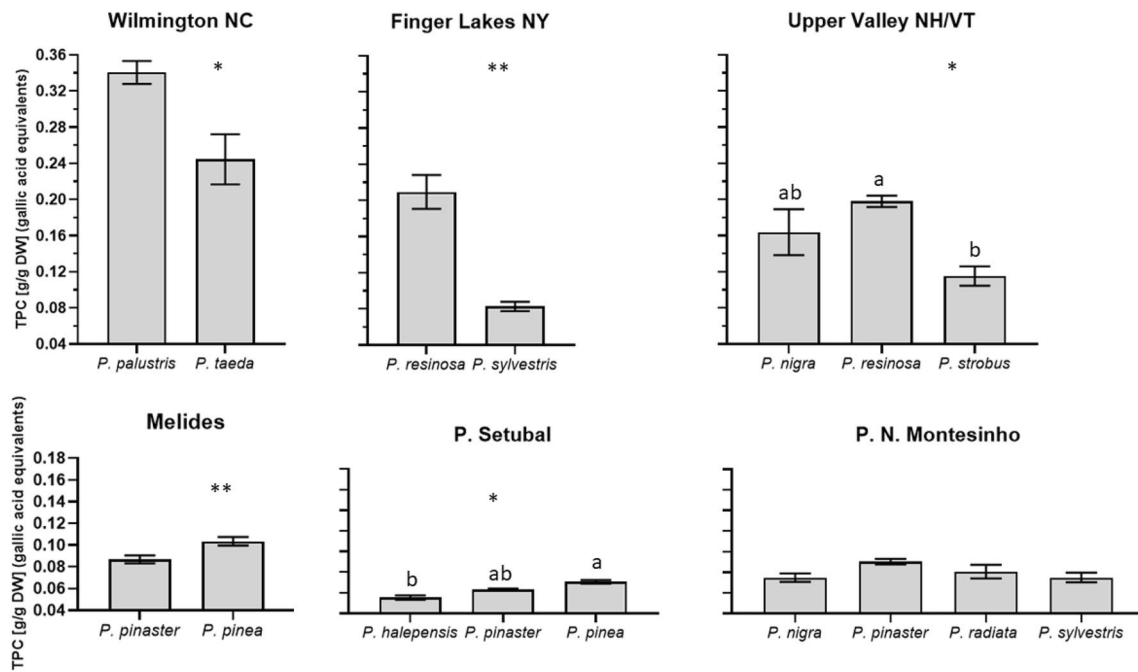 Wilmington NC
Finger Lakes NY
Upper Valley NH/VT
TPC [g/g DW] (gallic acid equivalents)
0.36
0.32
0.28
0.24
0.20
0.16
0.12
0.08
0.04
*
**
*
ab
a
b
P. palustris
P. taeda
P. resinosa
P. sylvestris
P. nigra
P. resinosa
P. strobus
Melides
P. Setubal
P. N. Montesinho
TPC [g/g DW] (gallic acid equivalents)
0.18
0.16
0.14
0.12
0.10
0.08
0.06
0.04
**
*
b
ab
a
P. pinaster
P. pinea
P. halepensis
P. pinaster
P. pinea
P. nigra
P. pinaster
P. radiata
P. sylvestris